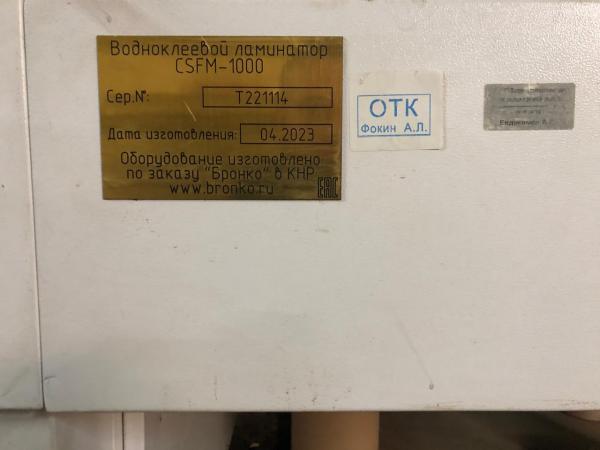 Водноклеевой ламинатор
CSFM-1000
Сер.№: T221114
Дата изготовления: 04.2023
Оборудование изготовлено
по заказу "Бронко" в КНР
www.bronko.ru
EAC
ОТК
Фокин А.Л.